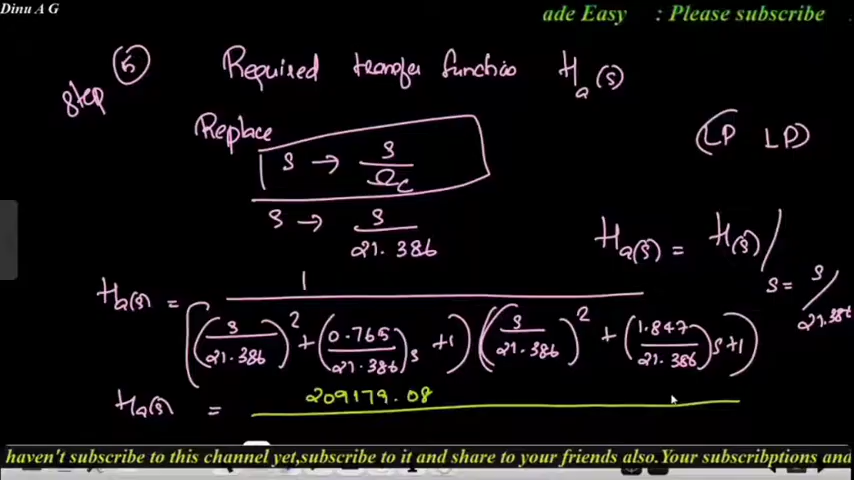 Dinu A G
ade Easy : Please subscribe
Step 5 Required transfer function Ha(s)
Replace
(LP LP)
s → s/Ωc
s → s/21.386
Ha(s) = H(s) / s = s/21.386
Ha(s) = 1 / [((s/21.386)² + (0.765/21.386)s + 1) ((s/21.386)² + (1.847/21.386)s + 1)]
Ha(s) = 209179.08
haven't subscribe to this channel yet,subscribe to it and share to your friends also.Your subscribptions and